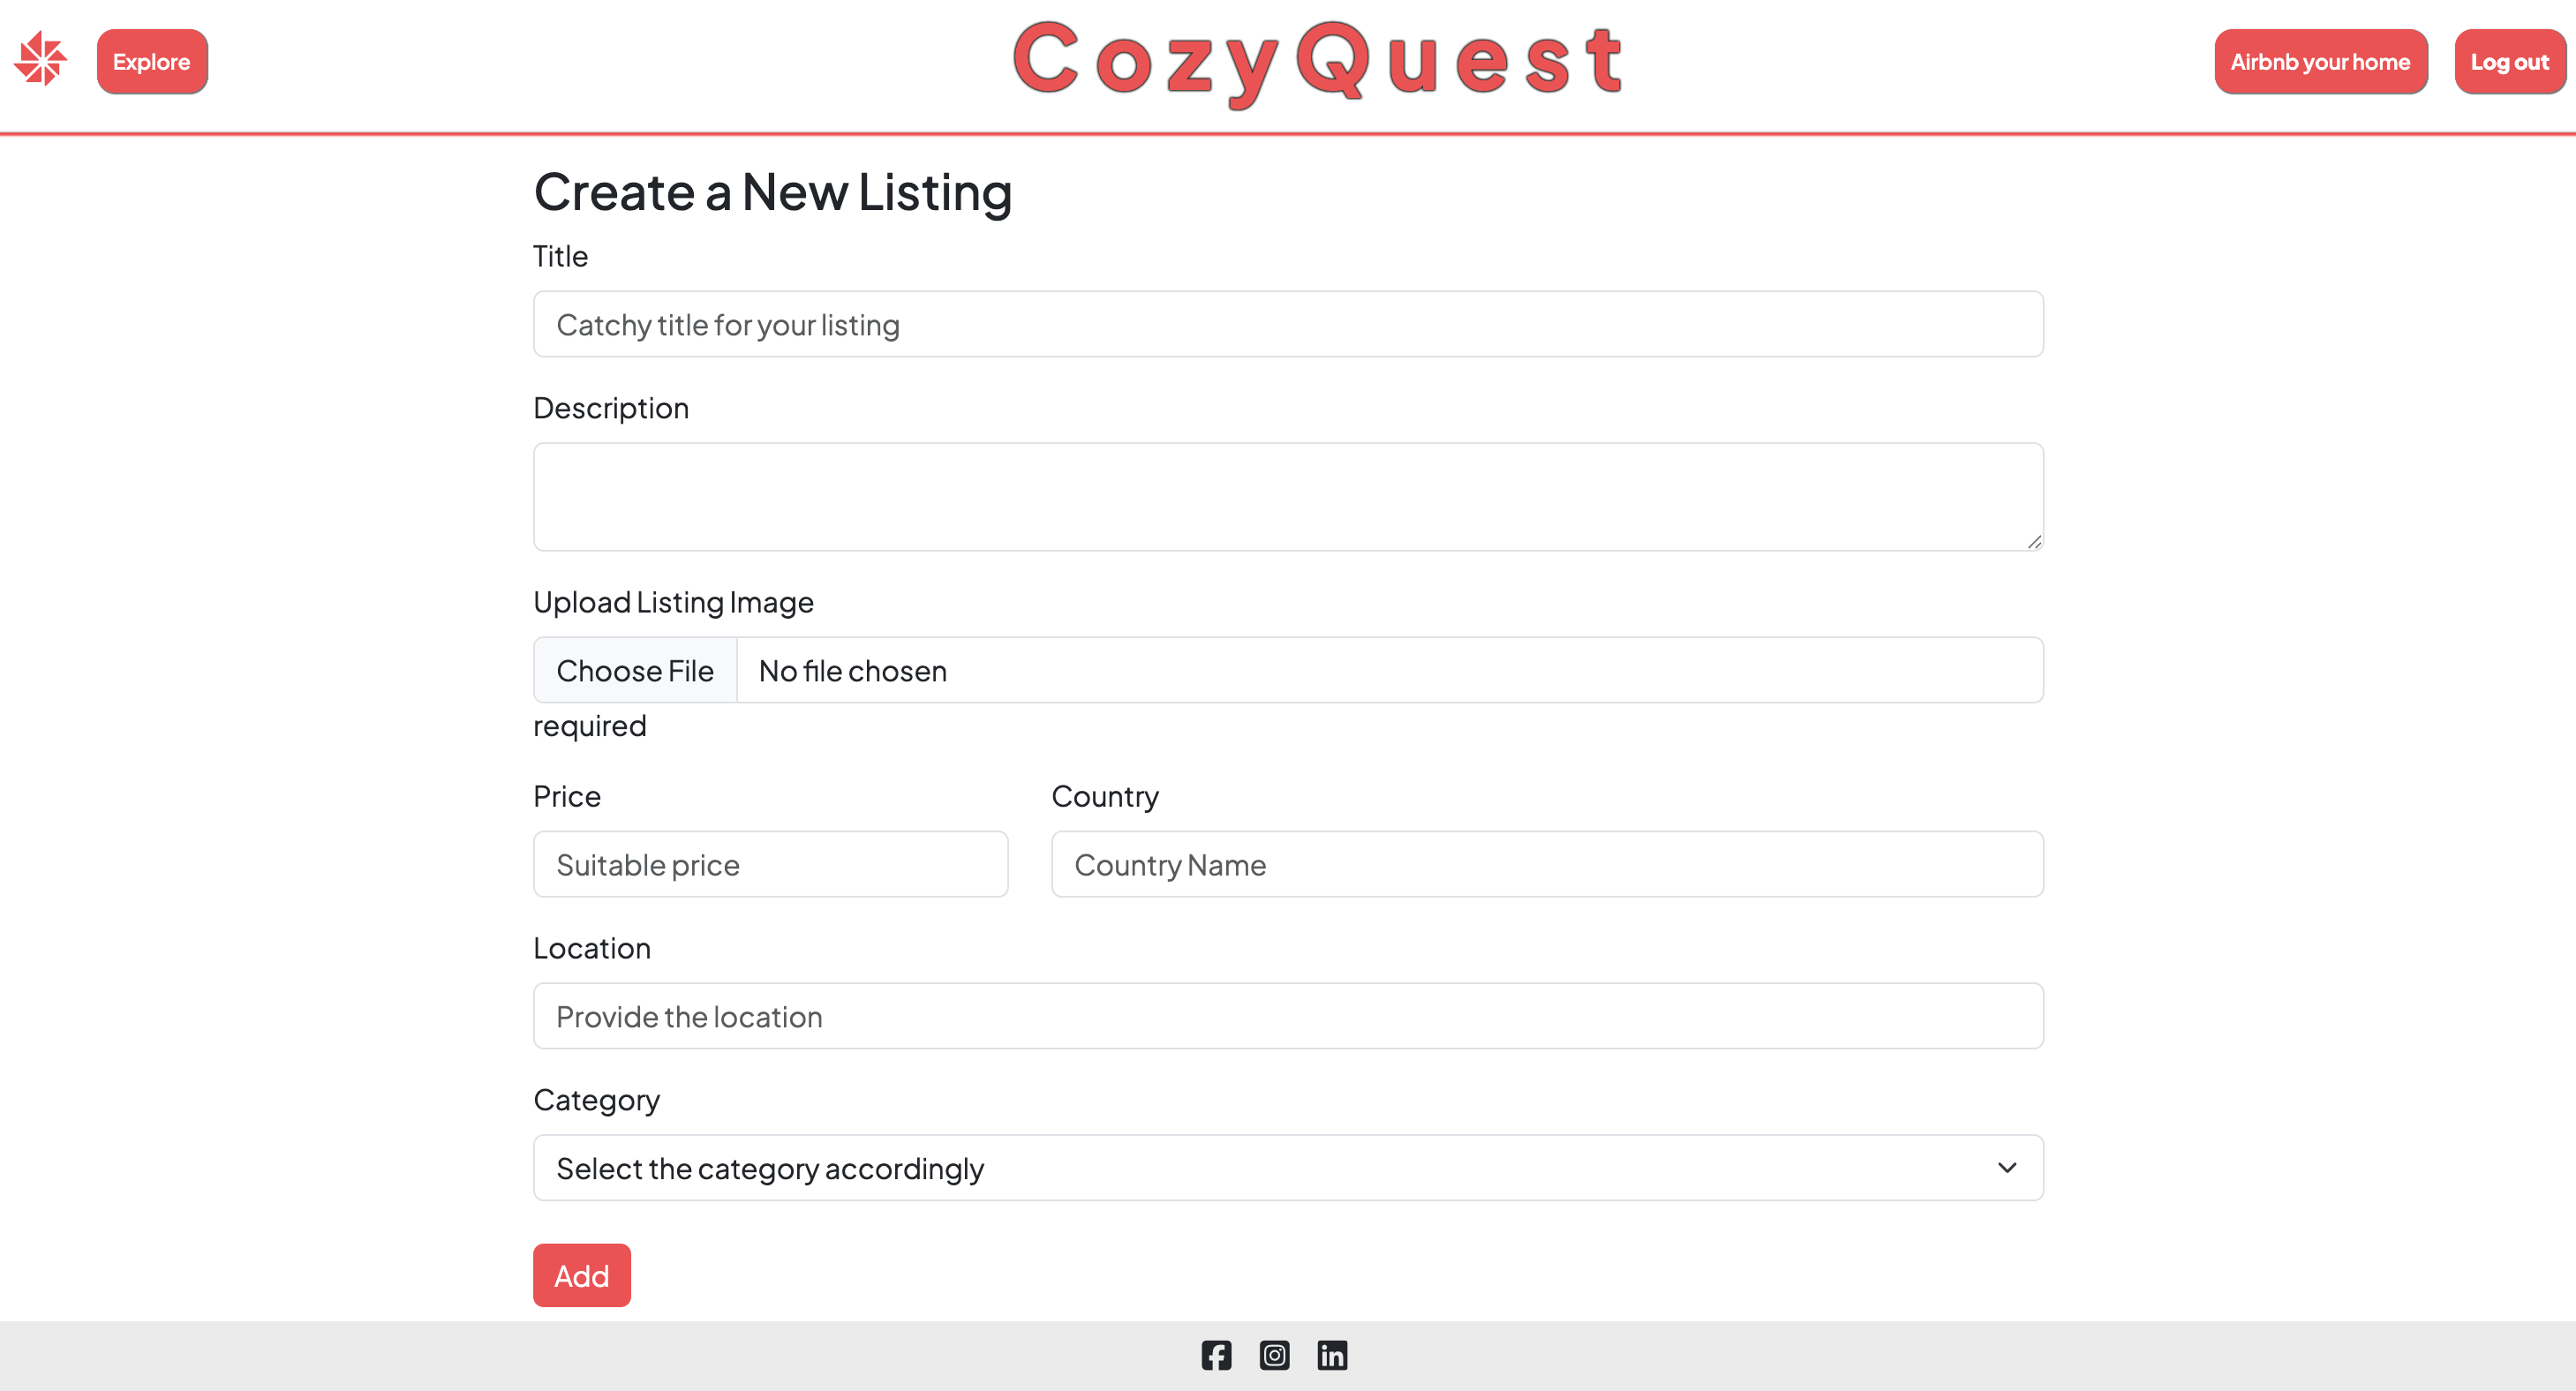 Explore
CozyQuest
Airbnb your home
Log out
Create a New Listing
Title
Catchy title for your listing
Description
Upload Listing Image
Choose File No file chosen
required
Price Country
Suitable price Country Name
Location
Provide the location
Category
Select the category accordingly
Add